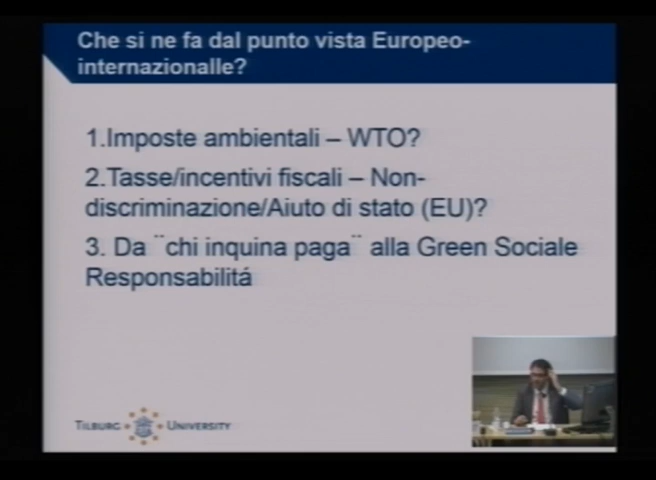 Che si ne fa dal punto vista Europeo-
internazionalle?
1.Imposte ambientali – WTO?
2.Tasse/incentivi fiscali – Non-
discriminazione/Aiuto di stato (EU)?
3. Da ¨chi inquina paga¨ alla Green Sociale
Responsabilitá
TILBURG UNIVERSITY